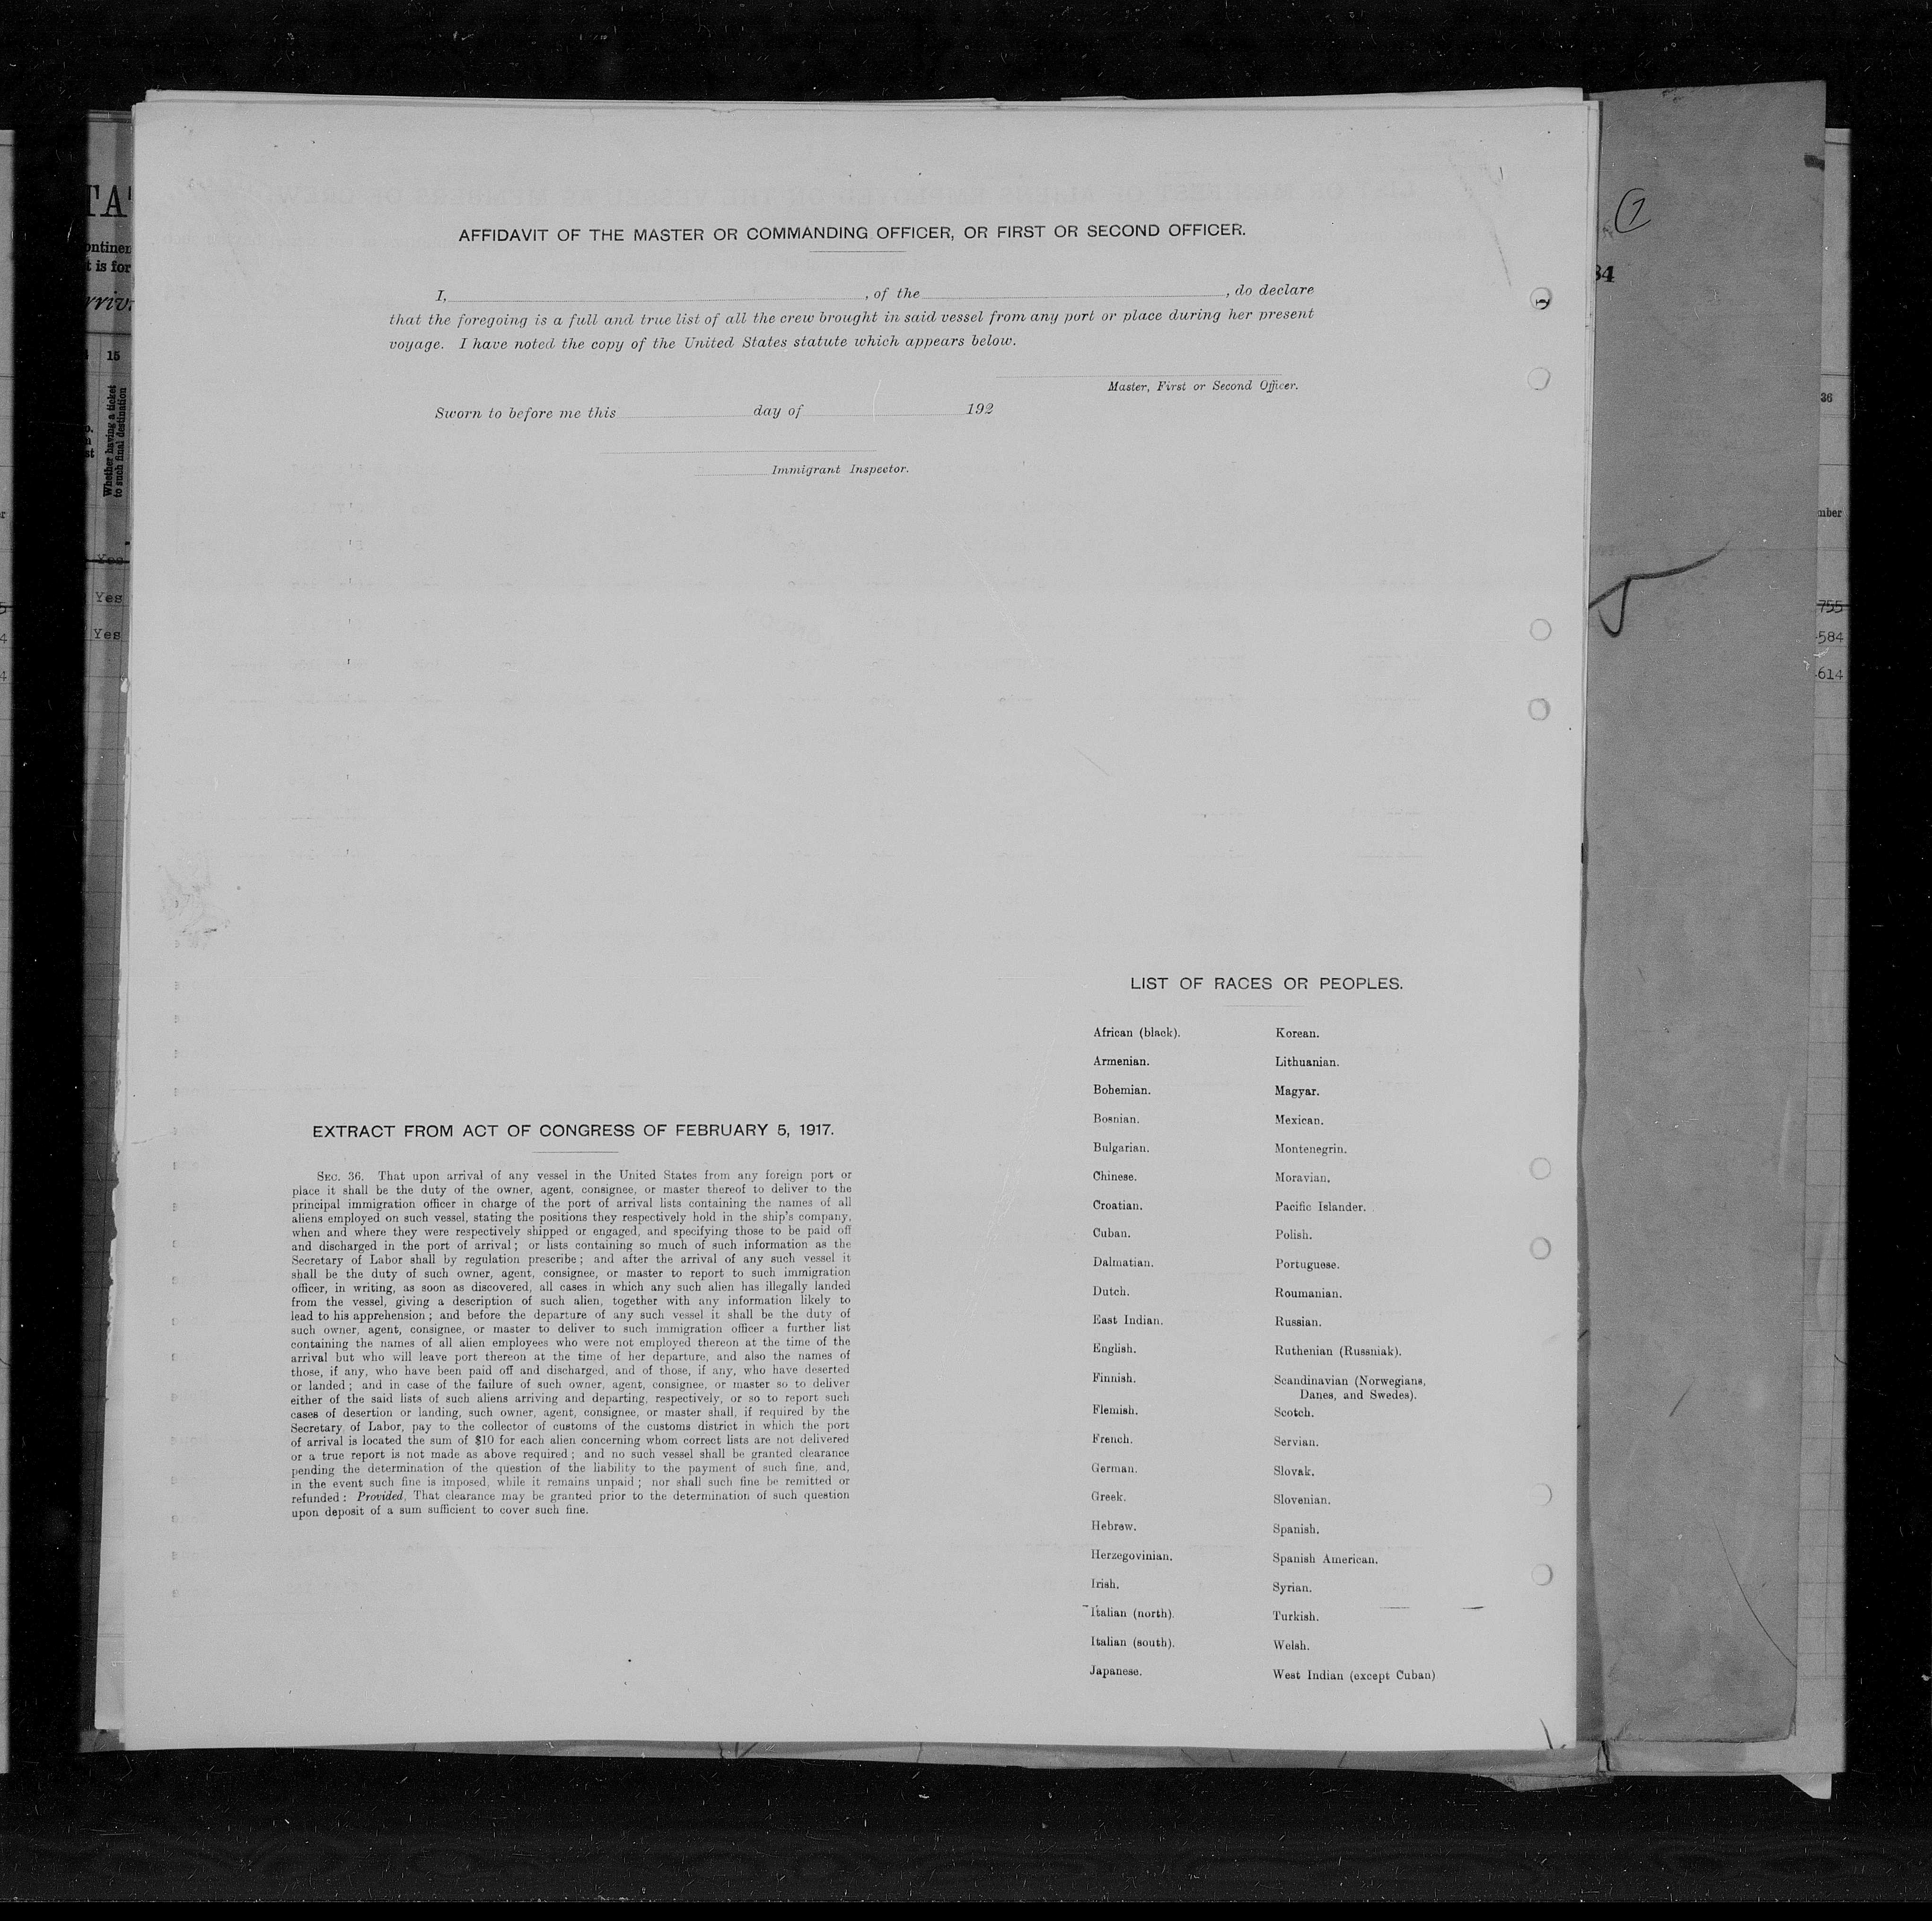 AFFIDAVIT OF THE MASTER OR COMMANDING OFFICER, OR FIRST OR SECOND OFFICER.
I, , of the , do declare
that the foregoing is a full and true list of all the crew brought in said vessel from any port or place during her present
voyage. I have noted the copy of the United States statute which appears below.
Master, First or Second Officer.
Sworn to before me this day of 192
Immigrant Inspector.
EXTRACT FROM ACT OF CONGRESS OF FEBRUARY 5, 1917.
SEC. 36. That upon arrival of any vessel in the United States from any foreign port or
place it shall be the duty of the owner, agent, consignee, or master thereof to deliver to the
principal immigration officer in charge of the port of arrival lists containing the names of all
aliens employed on such vessel, stating the positions they respectively hold in the ship's company,
when and where they were respectively shipped or engaged, and specifying those to be paid off
and discharged in the port of arrival; or lists containing so much of such information as the
Secretary of Labor shall by regulation prescribe; and after the arrival of any such vessel it
shall be the duty of such owner, agent, consignee, or master to report to such immigration
officer, in writing, as soon as discovered, all cases in which any such alien has illegally landed
from the vessel, giving a description of such alien, together with any information likely to
lead to his apprehension; and before the departure of any such vessel it shall be the duty of
such owner, agent, consignee, or master to deliver to such immigration officer a further list
containing the names of all alien employees who were not employed thereon at the time of the
arrival but who will leave port thereon at the time of her departure, and also the names of
those, if any, who have been paid off and discharged, and of those, if any, who have deserted
or landed; and in case of the failure of such owner, agent, consignee, or master so to deliver
either of the said lists of such aliens arriving and departing, respectively, or so to report such
cases of desertion or landing, such owner, agent, consignee, or master shall, if required by the
Secretary of Labor, pay to the collector of customs of the customs district in which the port
of arrival is located the sum of $10 for each alien concerning whom correct lists are not delivered
or a true report is not made as above required; and no such vessel shall be granted clearance
pending the determination of the question of the liability to the payment of such fine, and,
in the event such fine is imposed, while it remains unpaid; nor shall such fine be remitted or
refunded: Provided, That clearance may be granted prior to the determination of such question
upon deposit of a sum sufficient to cover such fine.
LIST OF RACES OR PEOPLES.
African (black).
Armenian.
Bohemian.
Bosnian.
Bulgarian.
Chinese.
Croatian.
Cuban.
Dalmatian.
Dutch.
East Indian.
English.
Finnish.
Flemish.
French.
German.
Greek.
Hebrew.
Herzegovinian.
Irish.
Italian (north).
Italian (south).
Japanese.
Korean.
Lithuanian.
Magyar.
Mexican.
Montenegrin.
Moravian.
Pacific Islander.
Polish.
Portuguese.
Roumanian.
Russian.
Ruthenian (Russniak).
Scandinavian (Norwegians,
Danes, and Swedes).
Scotch.
Servian.
Slovak.
Slovenian.
Spanish.
Spanish American.
Syrian.
Turkish.
Welsh.
West Indian (except Cuban)
15
Whether having a ticket
to such final destination
Yes
Yes
Yes
36
755
584
614